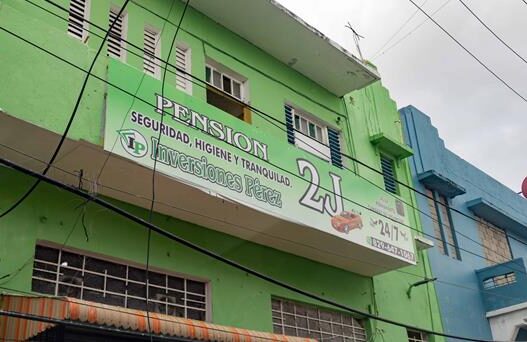 PENSION
SEGURIDAD, HIGIENE Y TRANQUILAD.
IP Inversiones Pérez
2J
24/7